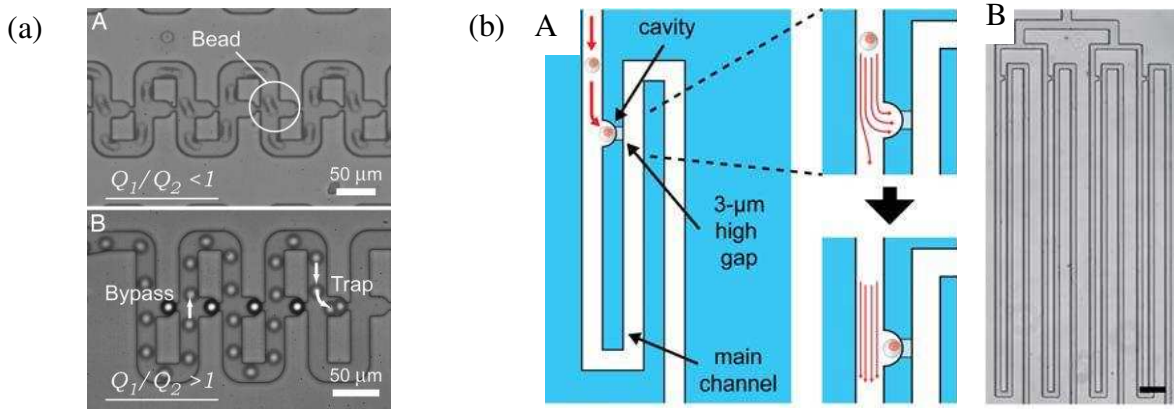 (a)
A
Bead
Q₁/Q₂ <1
50 µm
B
Bypass
Trap
Q₁/Q₂ >1
50 µm
(b)
A
cavity
3-µm
high
gap
main
channel
B